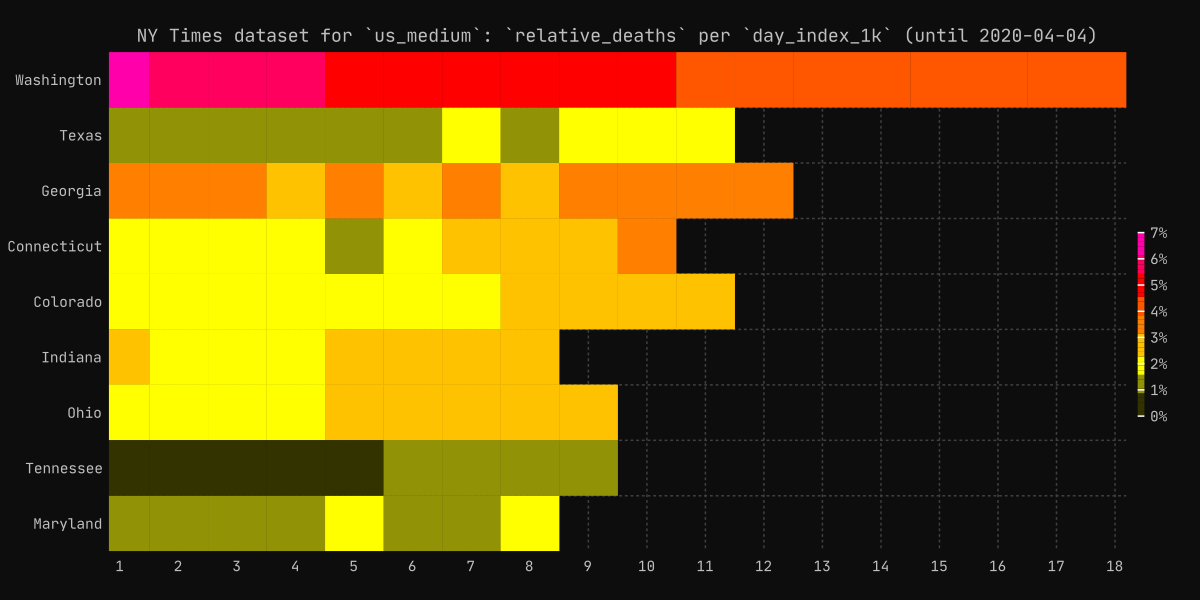 NY Times dataset for `us_medium`: `relative_deaths` per `day_index_1k` (until 2020-04-04)
Washington
Texas
Georgia
Connecticut
Colorado
Indiana
Ohio
Tennessee
Maryland
7%
6%
5%
4%
3%
2%
1%
0%
1 2 3 4 5 6 7 8 9 10 11 12 13 14 15 16 17 18